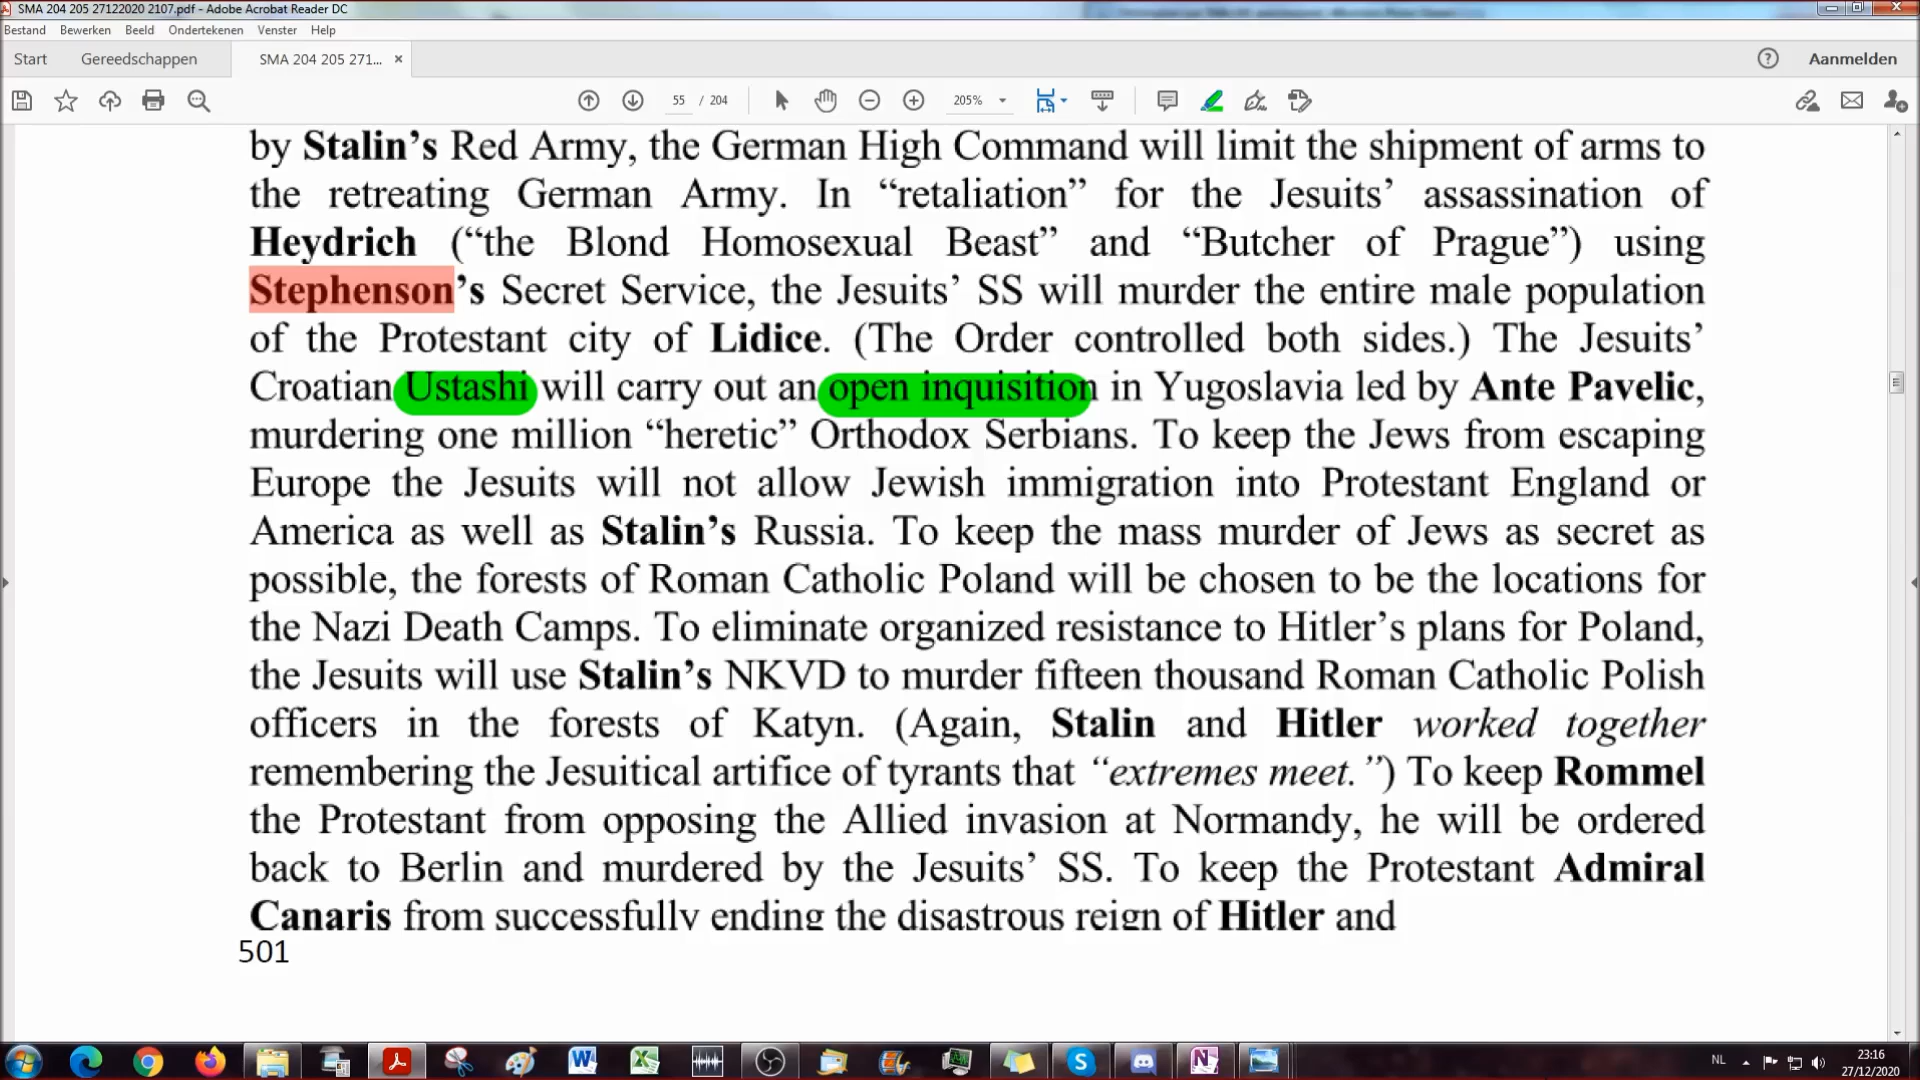 SMA 204 205 27122020 2107.pdf - Adobe Acrobat Reader DC
Bestand Bewerken Beeld Ondertekenen Venster Help
Start Gereedschappen SMA 204 205 271... × Aanmelden
55 / 204 205%
by Stalin’s Red Army, the German High Command will limit the shipment of arms to
the retreating German Army. In “retaliation” for the Jesuits’ assassination of
Heydrich (“the Blond Homosexual Beast” and “Butcher of Prague”) using
Stephenson’s Secret Service, the Jesuits’ SS will murder the entire male population
of the Protestant city of Lidice. (The Order controlled both sides.) The Jesuits’
Croatian Ustashi will carry out an open inquisition in Yugoslavia led by Ante Pavelic,
murdering one million “heretic” Orthodox Serbians. To keep the Jews from escaping
Europe the Jesuits will not allow Jewish immigration into Protestant England or
America as well as Stalin’s Russia. To keep the mass murder of Jews as secret as
possible, the forests of Roman Catholic Poland will be chosen to be the locations for
the Nazi Death Camps. To eliminate organized resistance to Hitler’s plans for Poland,
the Jesuits will use Stalin’s NKVD to murder fifteen thousand Roman Catholic Polish
officers in the forests of Katyn. (Again, Stalin and Hitler worked together
remembering the Jesuitical artifice of tyrants that “extremes meet.”) To keep Rommel
the Protestant from opposing the Allied invasion at Normandy, he will be ordered
back to Berlin and murdered by the Jesuits’ SS. To keep the Protestant Admiral
Canaris from successfully ending the disastrous reign of Hitler and
501
NL 23:16
27/12/2020